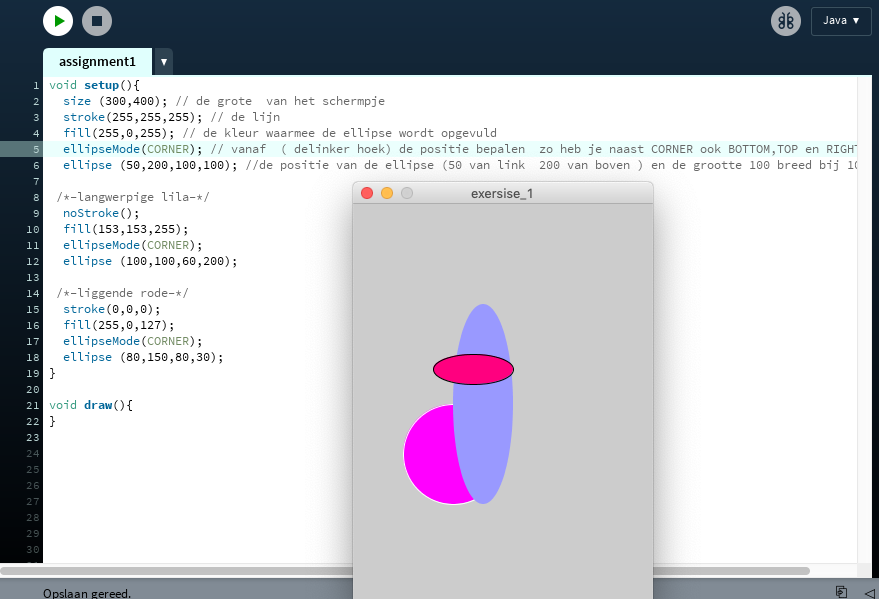 Java ▼
assignment1 ▼
1 void setup(){
2 size (300,400); // de grote  van het schermpje
3 stroke(255,255,255); // de lijn
4 fill(255,0,255); // de kleur waarmee de ellipse wordt opgevuld
5 ellipseMode(CORNER); // vanaf  ( delinker hoek) de positie bepalen  zo heb je naast CORNER ook BOTTOM,TOP en RIGHT
6 ellipse (50,200,100,100); //de positie van de ellipse (50 van link  200 van boven ) en de grootte 100 breed bij 10
7
8 /*-langwerpige lila-*/
9 noStroke();
10 fill(153,153,255);
11 ellipseMode(CORNER);
12 ellipse (100,100,60,200);
13
14 /*-liggende rode-*/
15 stroke(0,0,0);
16 fill(255,0,127);
17 ellipseMode(CORNER);
18 ellipse (80,150,80,30);
19 }
20
21 void draw(){
22 }
23
24
25
26
27
28
29
30
exersise_1
Opslaan gereed.